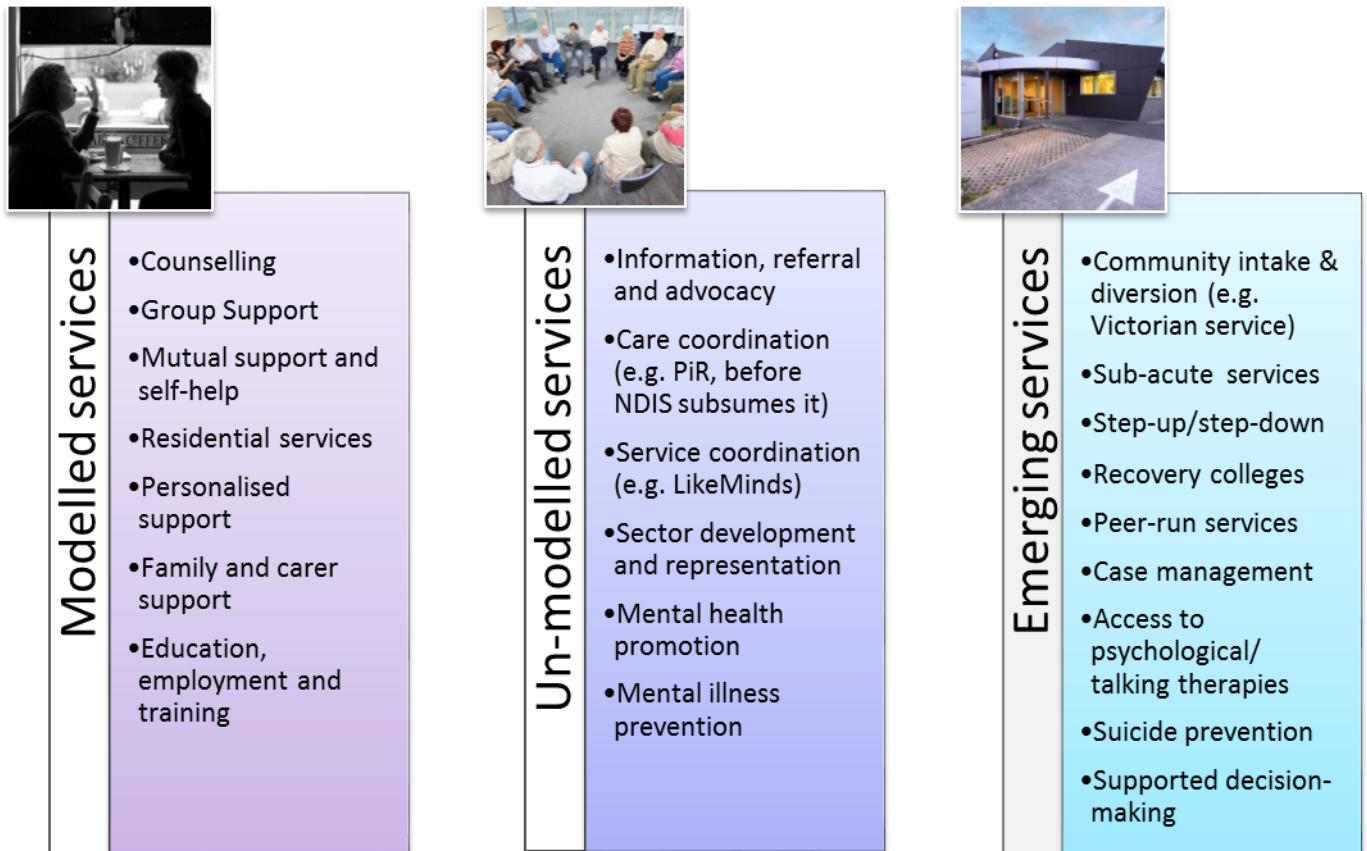 Modelled services
•Counselling
•Group Support
•Mutual support and
self-help
•Residential services
•Personalised
support
•Family and carer
support
•Education,
employment and
training
Un-modelled services
•Information, referral
and advocacy
•Care coordination
(e.g. PiR, before
NDIS subsumes it)
•Service coordination
(e.g. LikeMinds)
•Sector development
and representation
•Mental health
promotion
•Mental illness
prevention
Emerging services
•Community intake &
diversion (e.g.
Victorian service)
•Sub-acute services
•Step-up/step-down
•Recovery colleges
•Peer-run services
•Case management
•Access to
psychological/
talking therapies
•Suicide prevention
•Supported decision-
making